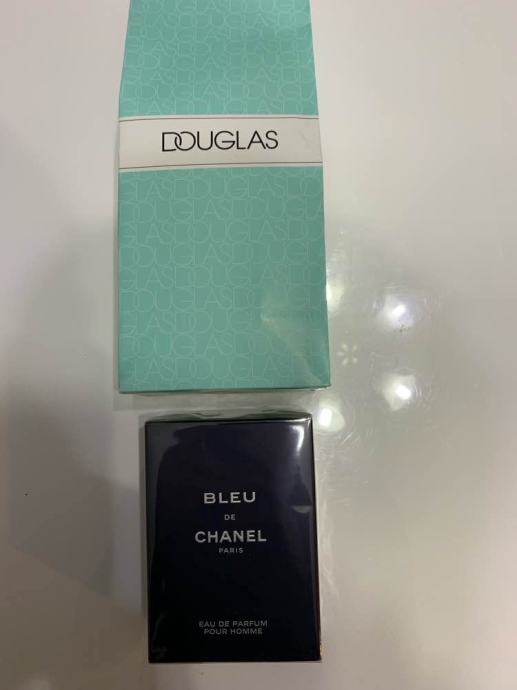 DOUGLAS
BLEU
DE
CHANEL
PARIS
EAU DE PARFUM
POUR HOMME